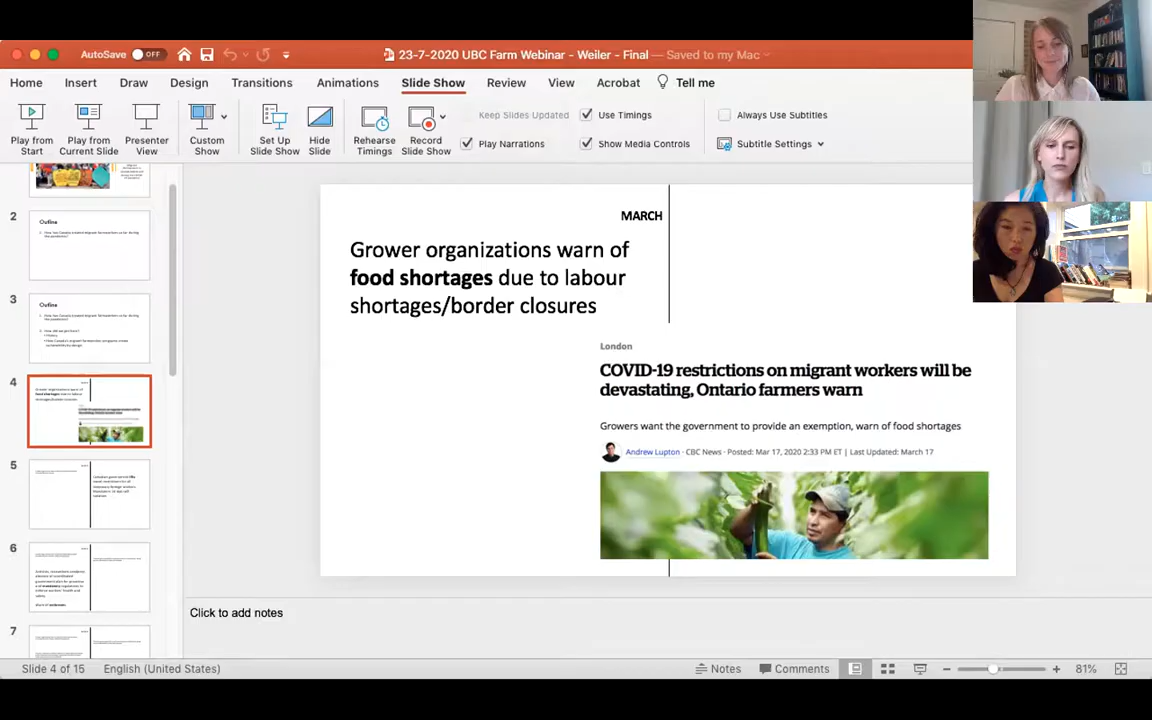 AutoSave OFF
23-7-2020 UBC Farm Webinar - Weiler - Final — Saved to my Mac
Home Insert Draw Design Transitions Animations Slide Show Review View Acrobat Tell me
Play from Start
Play from Current Slide
Presenter View
Custom Show
Set Up Slide Show
Hide Slide
Rehearse Timings
Record Slide Show
Keep Slides Updated
Use Timings
Always Use Subtitles
Play Narrations
Show Media Controls
Subtitle Settings
2
Outline
3
Outline
4
5
6
7
MARCH
Grower organizations warn of
food shortages due to labour
shortages/border closures
London
COVID-19 restrictions on migrant workers will be
devastating, Ontario farmers warn
Growers want the government to provide an exemption, warn of food shortages
Andrew Lupton · CBC News · Posted: Mar 17, 2020 2:33 PM ET | Last Updated: March 17
Click to add notes
Slide 4 of 15 English (United States) Notes Comments 81%